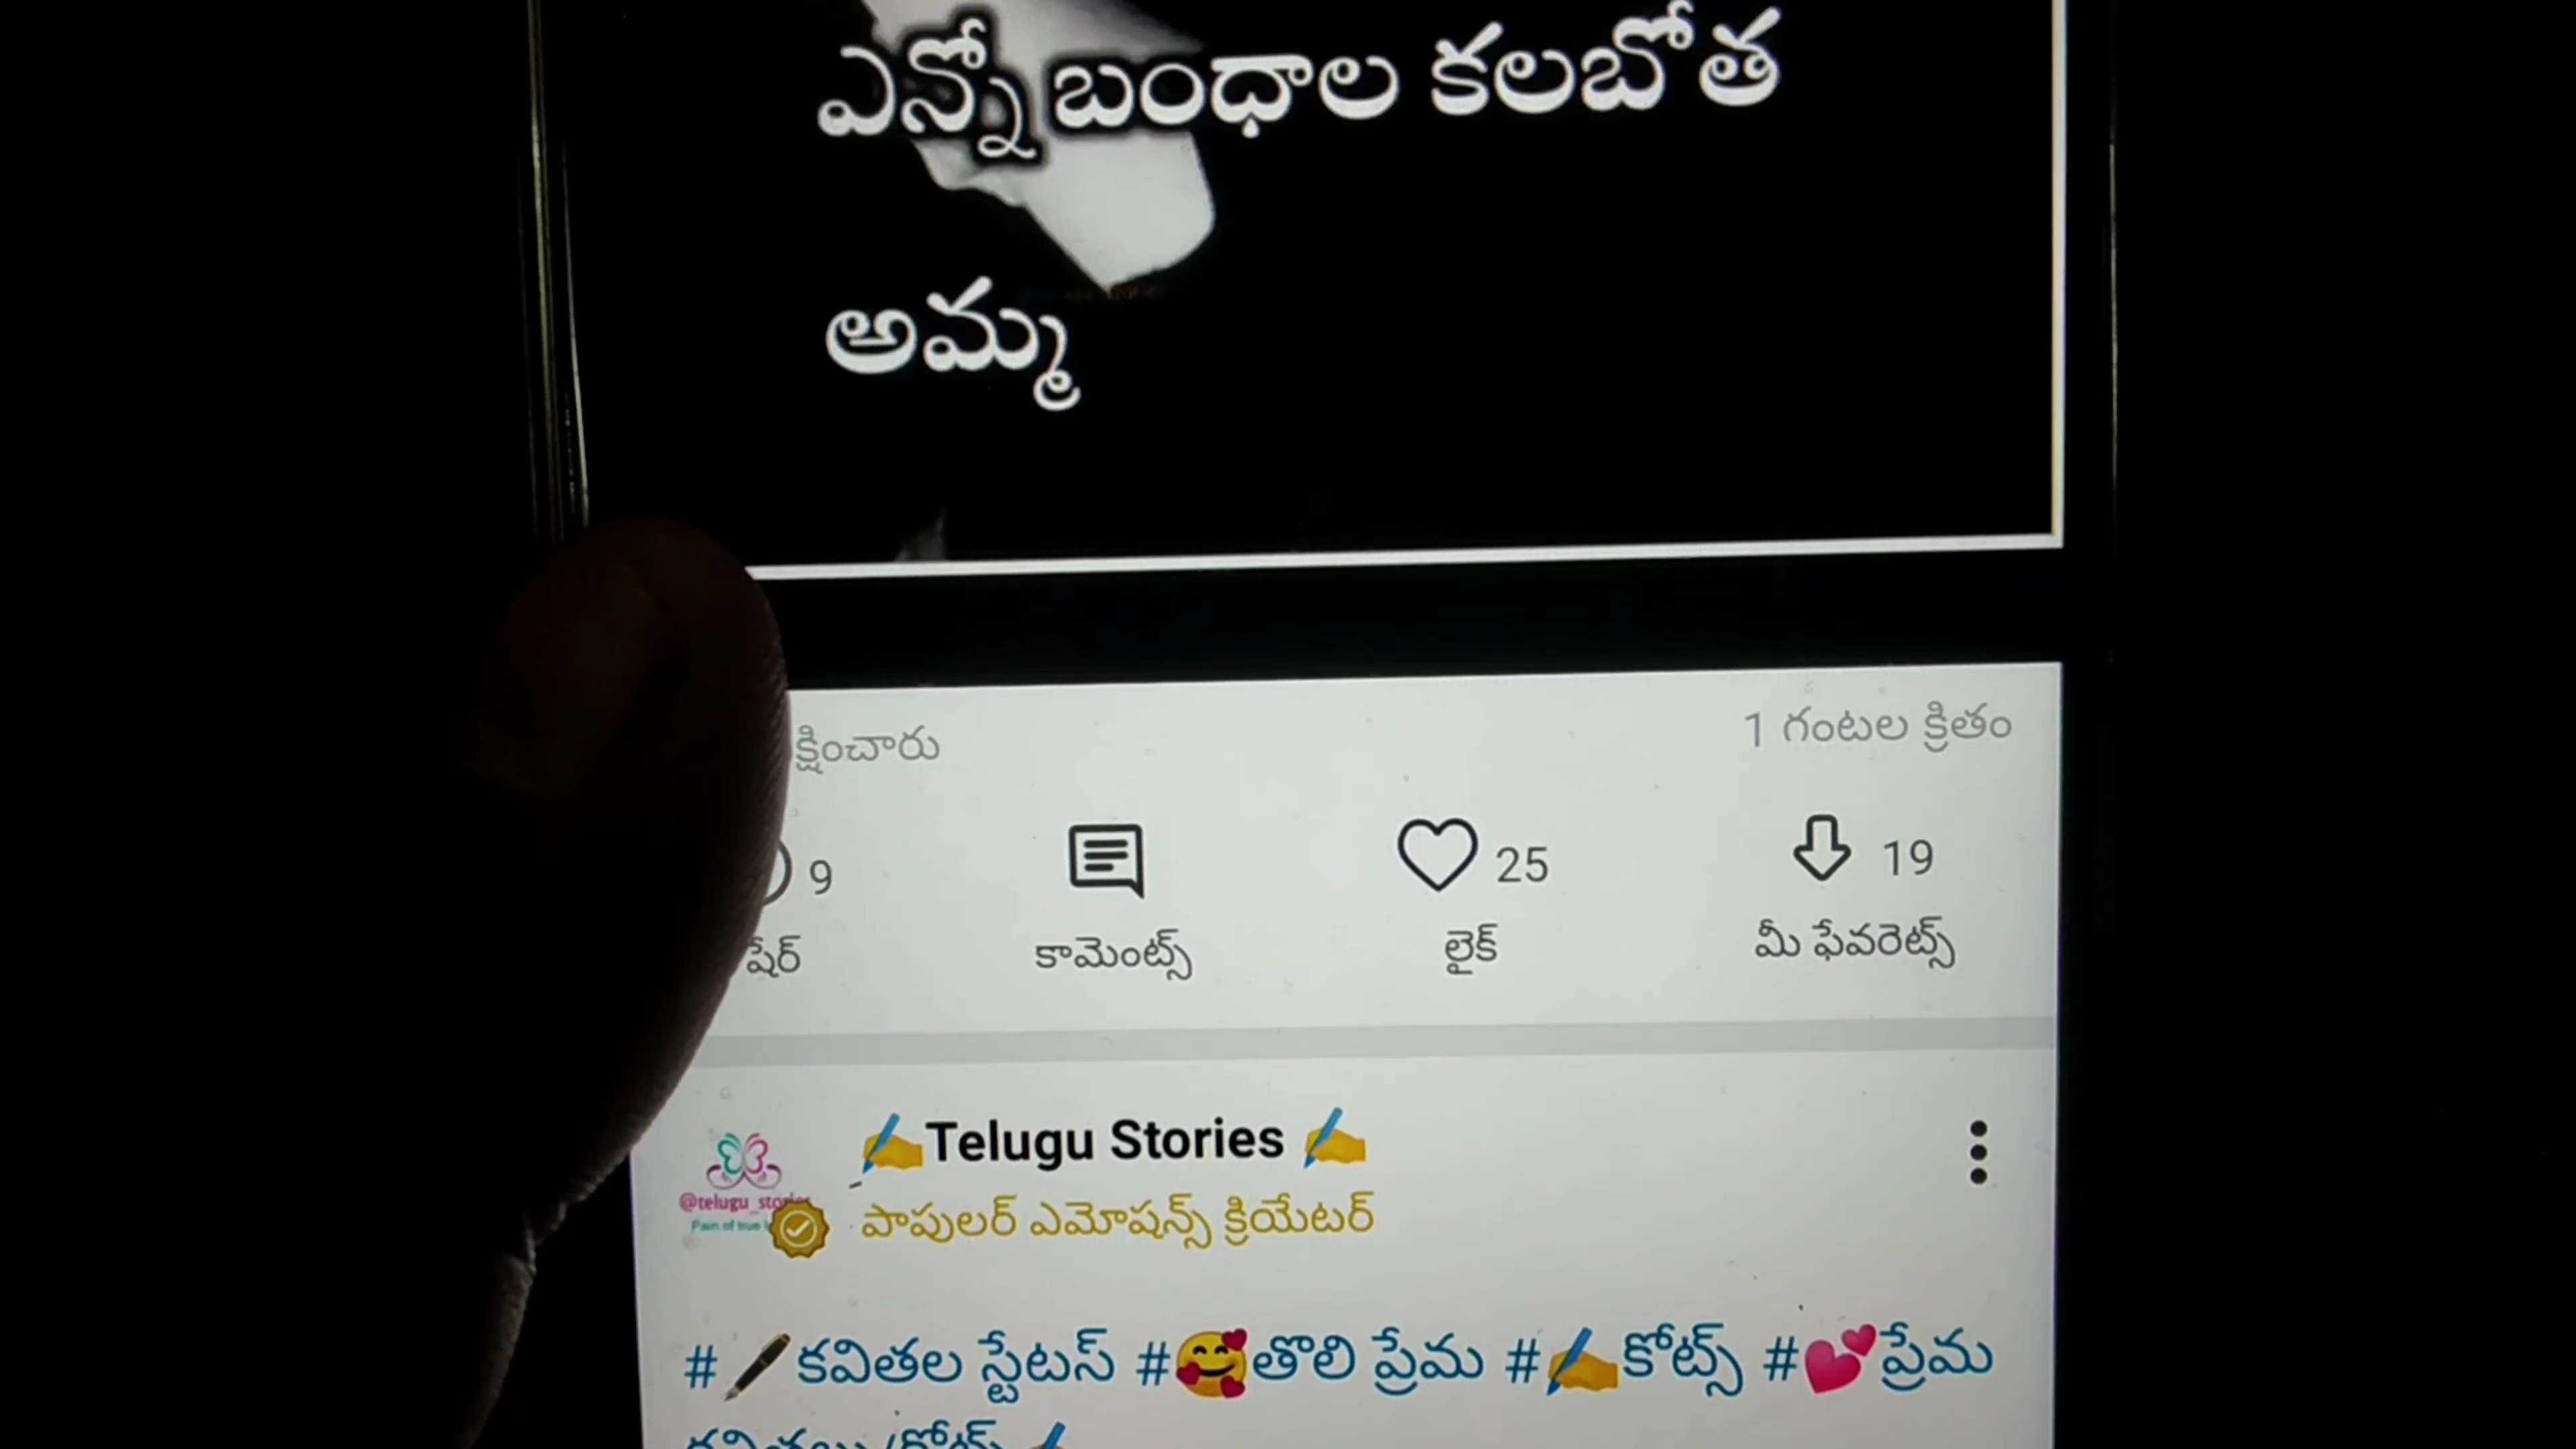 ఎన్నో బంధాల కలబోత
అమ్మ
1 గంటల క్రితం
9
25
19
షేర్ కామెంట్స్ లైక్ మీ ఫేవరెట్స్
✍️Telugu Stories ✍️
పాపులర్ ఎమోషన్స్ క్రియేటర్
#🖊️కవితల స్టేటస్ #🥰తొలి ప్రేమ #✍️కోట్స్ #💕ప్రేమ